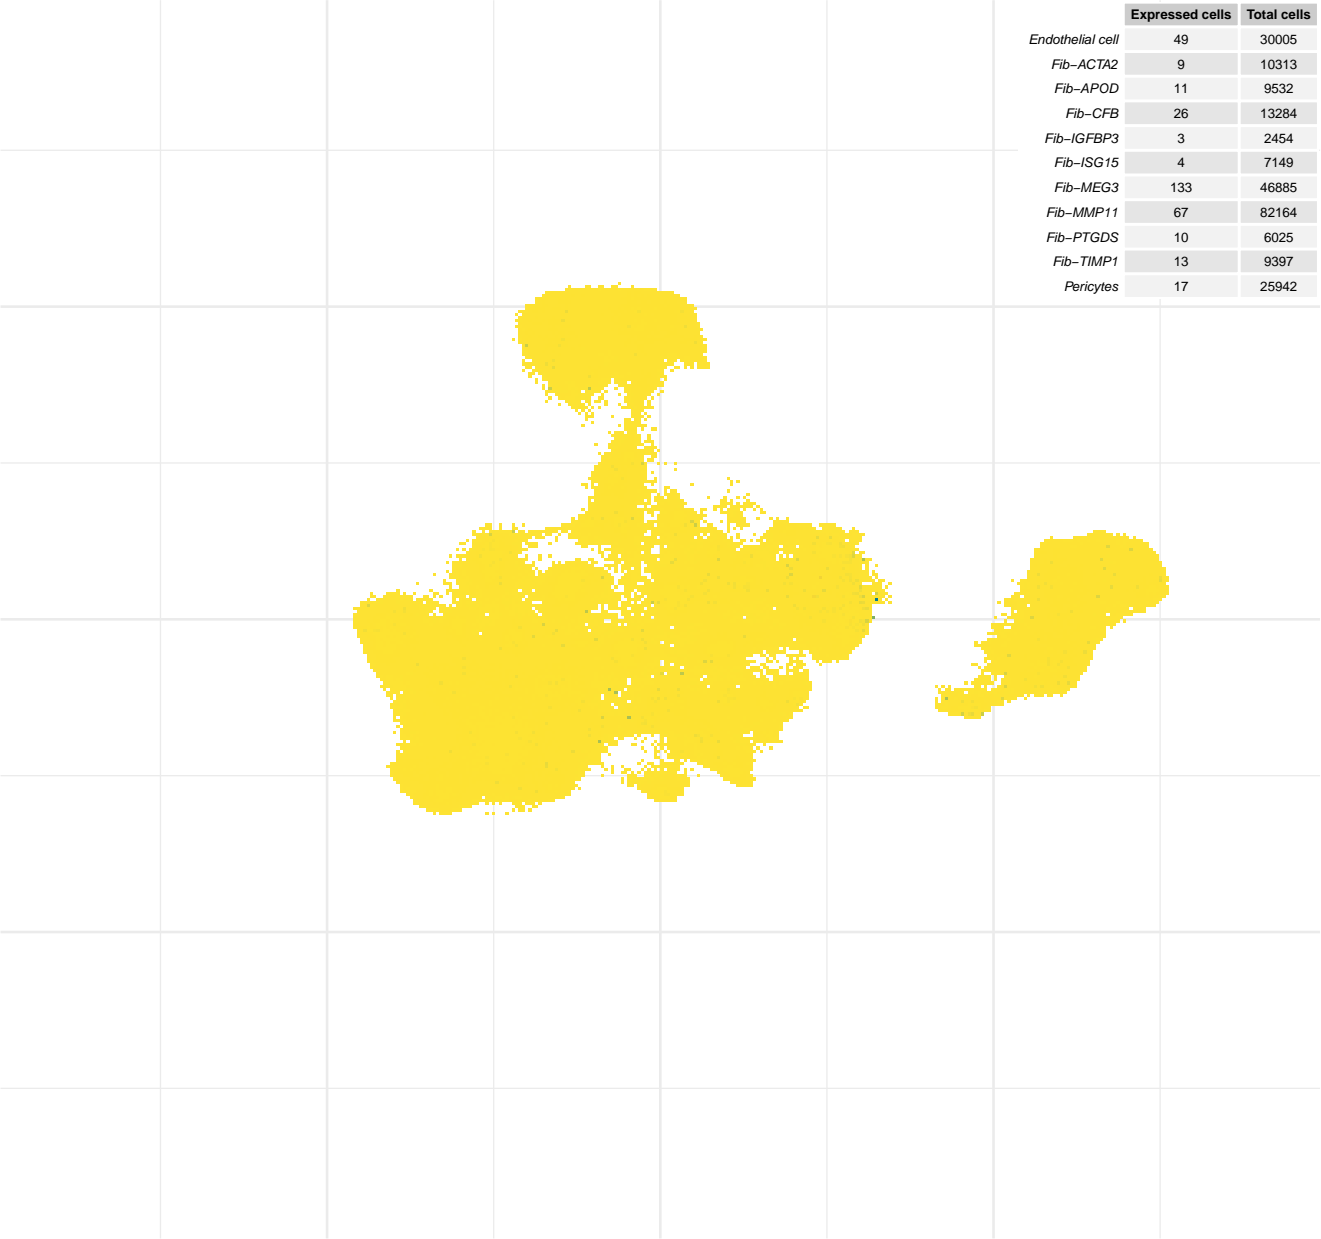 Expressed cells Total cells
Endothelial cell 49 30005
Fib−ACTA2 9 10313
Fib−APOD 11 9532
Fib−CFB 26 13284
Fib−IGFBP3 3 2454
Fib−ISG15 4 7149
Fib−MEG3 133 46885
Fib−MMP11 67 82164
Fib−PTGDS 10 6025
Fib−TIMP1 13 9397
Pericytes 17 25942